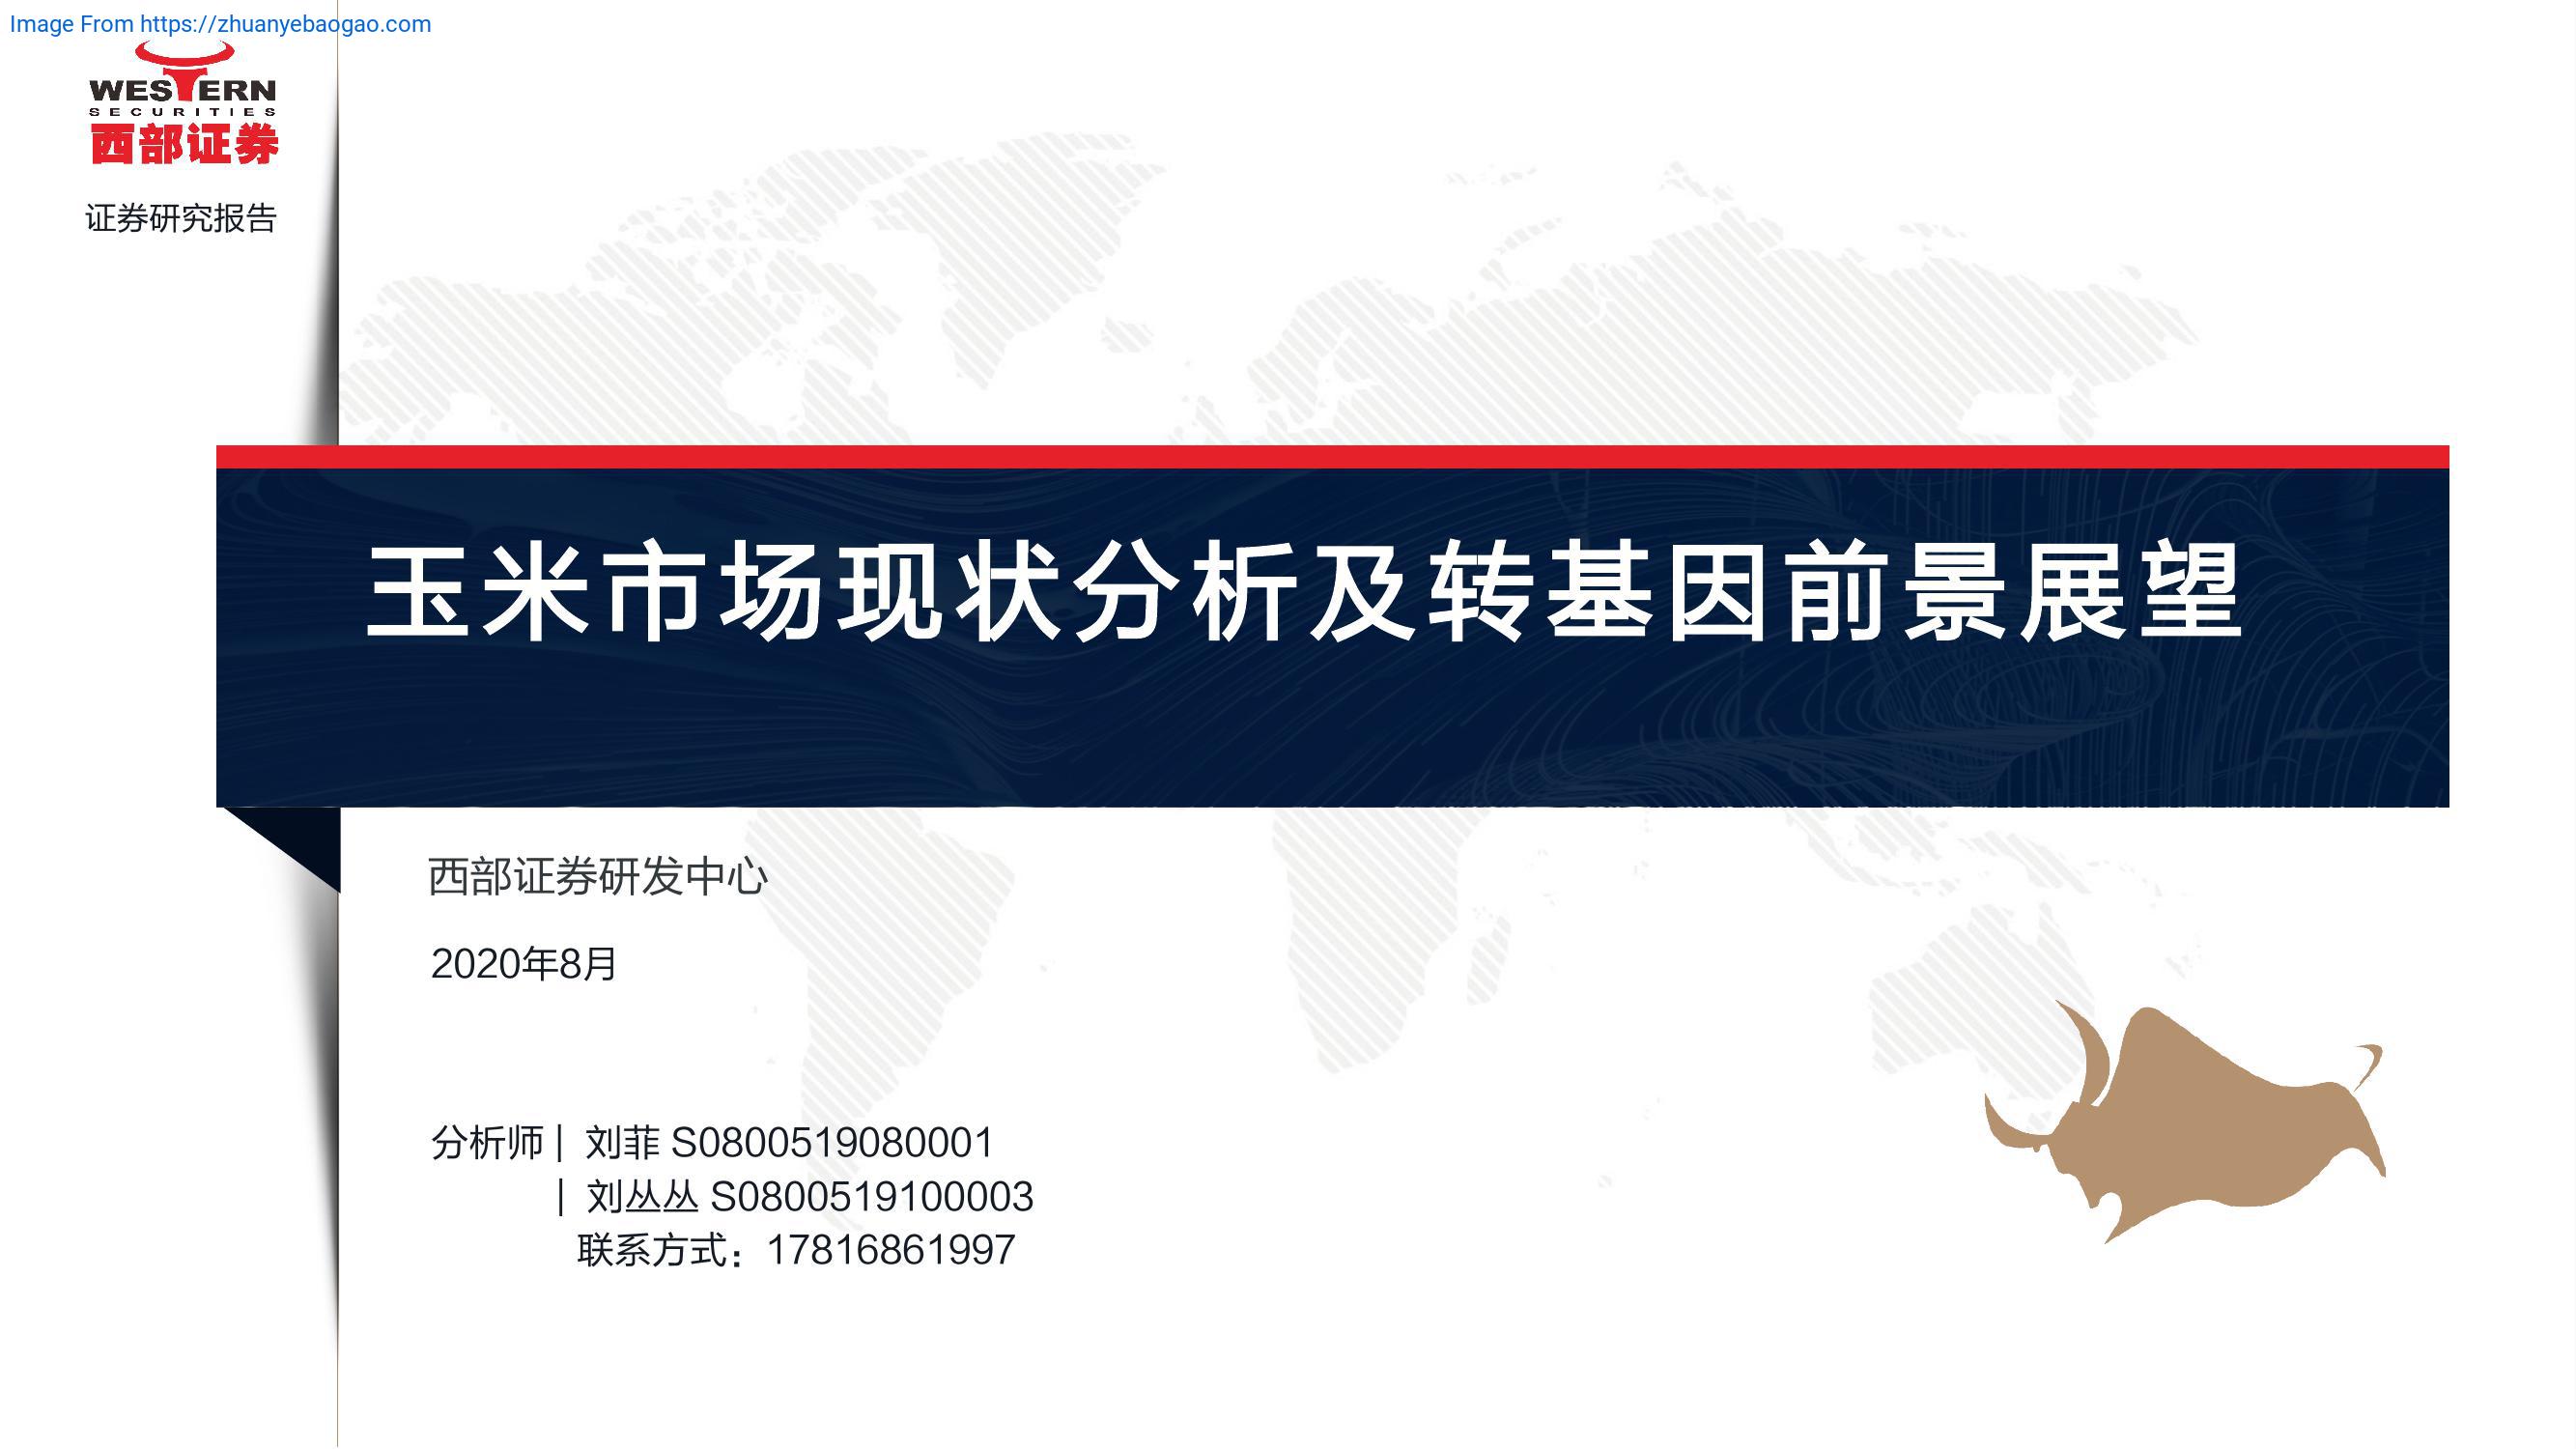 Image From https://zhuanyebaogao.com
WESTERN
SECURITIES
西部证券
证券研究报告
玉米市场现状分析及转基因前景展望
西部证券研发中心
2020年8月
分析师 | 刘菲 S0800519080001
| 刘丛丛 S0800519100003
联系方式：17816861997